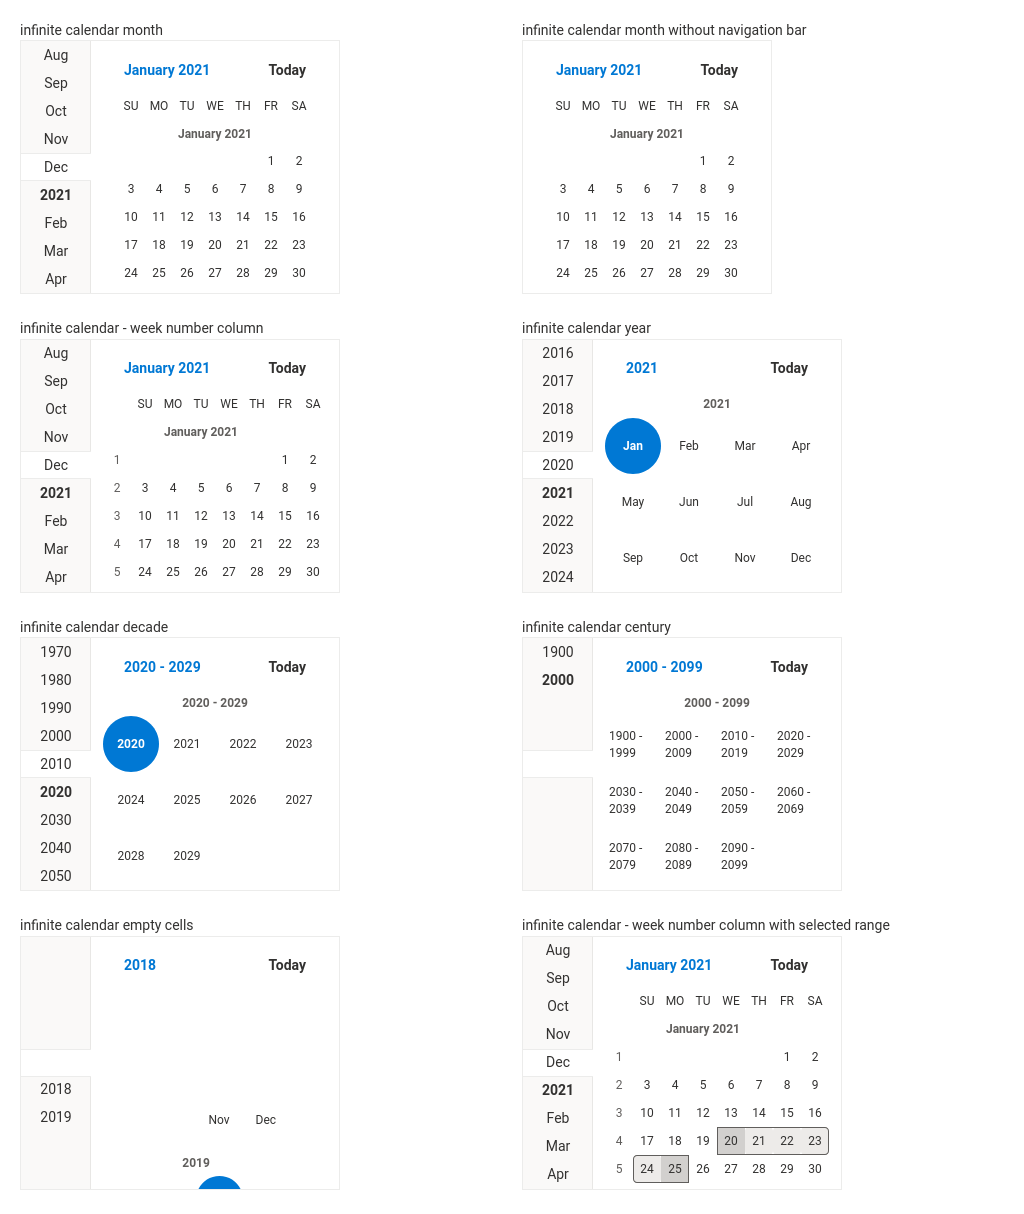 infinite calendar month
Aug
Sep
Oct
Nov
Dec
2021
Feb
Mar
Apr
January 2021 Today
SU MO TU WE TH FR SA
January 2021
1 2
3 4 5 6 7 8 9
10 11 12 13 14 15 16
17 18 19 20 21 22 23
24 25 26 27 28 29 30
infinite calendar month without navigation bar
January 2021 Today
SU MO TU WE TH FR SA
January 2021
1 2
3 4 5 6 7 8 9
10 11 12 13 14 15 16
17 18 19 20 21 22 23
24 25 26 27 28 29 30
infinite calendar - week number column
Aug
Sep
Oct
Nov
Dec
2021
Feb
Mar
Apr
January 2021 Today
SU MO TU WE TH FR SA
January 2021
1 1 2
2 3 4 5 6 7 8 9
3 10 11 12 13 14 15 16
4 17 18 19 20 21 22 23
5 24 25 26 27 28 29 30
infinite calendar year
2016
2017
2018
2019
2020
2021
2022
2023
2024
2021 Today
2021
Jan Feb Mar Apr
May Jun Jul Aug
Sep Oct Nov Dec
infinite calendar decade
1970
1980
1990
2000
2010
2020
2030
2040
2050
2020 - 2029 Today
2020 - 2029
2020 2021 2022 2023
2024 2025 2026 2027
2028 2029
infinite calendar century
1900
2000
2000 - 2099 Today
2000 - 2099
1900 - 2000 - 2010 - 2020 -
1999 2009 2019 2029
2030 - 2040 - 2050 - 2060 -
2039 2049 2059 2069
2070 - 2080 - 2090 -
2079 2089 2099
infinite calendar empty cells
2018
2019
2018 Today
Nov Dec
2019
infinite calendar - week number column with selected range
Aug
Sep
Oct
Nov
Dec
2021
Feb
Mar
Apr
January 2021 Today
SU MO TU WE TH FR SA
January 2021
1 1 2
2 3 4 5 6 7 8 9
3 10 11 12 13 14 15 16
4 17 18 19 20 21 22 23
5 24 25 26 27 28 29 30